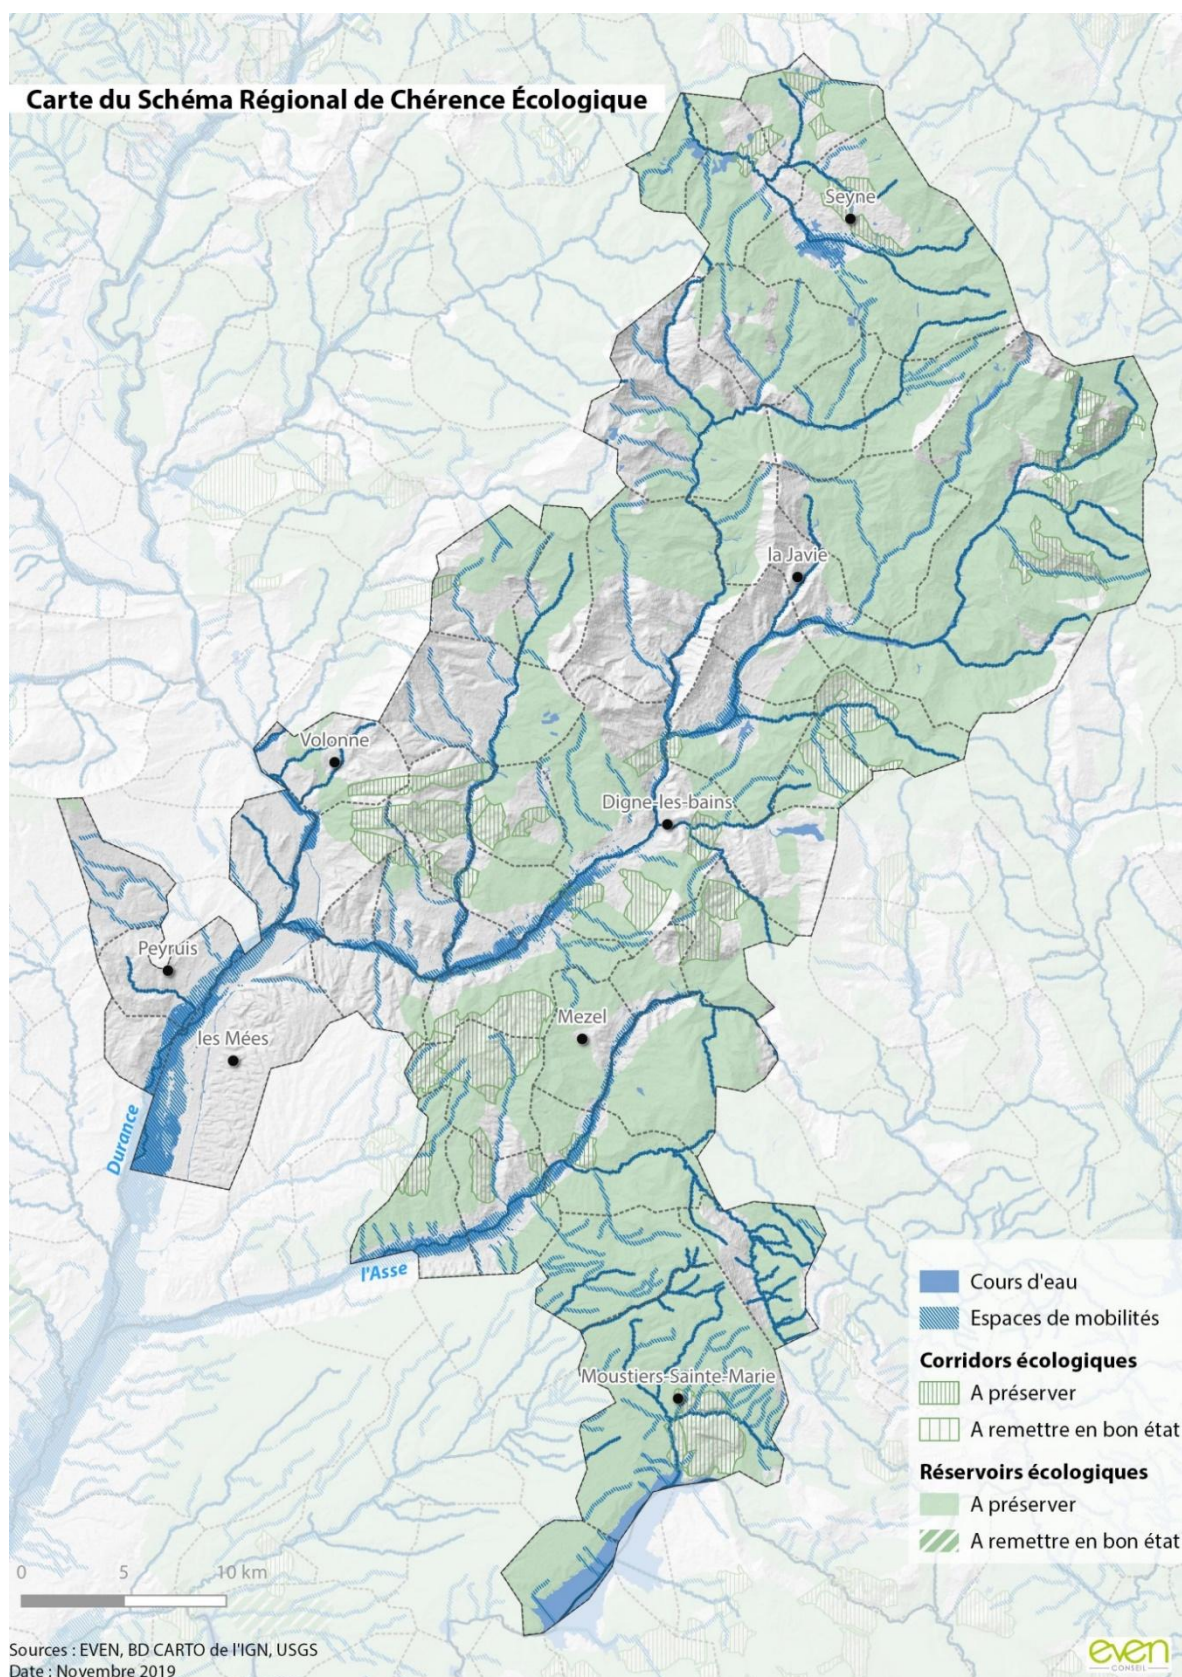 Carte du Schéma Régional de Chérence Écologique
Seyne
la Javie
Volonne
Digne-les-bains
Peyruis
Mezel
les Mées
Durance
l'Asse
Moustiers-Sainte-Marie
Cours d'eau
Espaces de mobilités
Corridors écologiques
A préserver
A remettre en bon état
Réservoirs écologiques
A préserver
A remettre en bon état
0 5 10 km
Sources : EVEN, BD CARTO de l'IGN, USGS
Date : Novembre 2019
even
CONSEIL